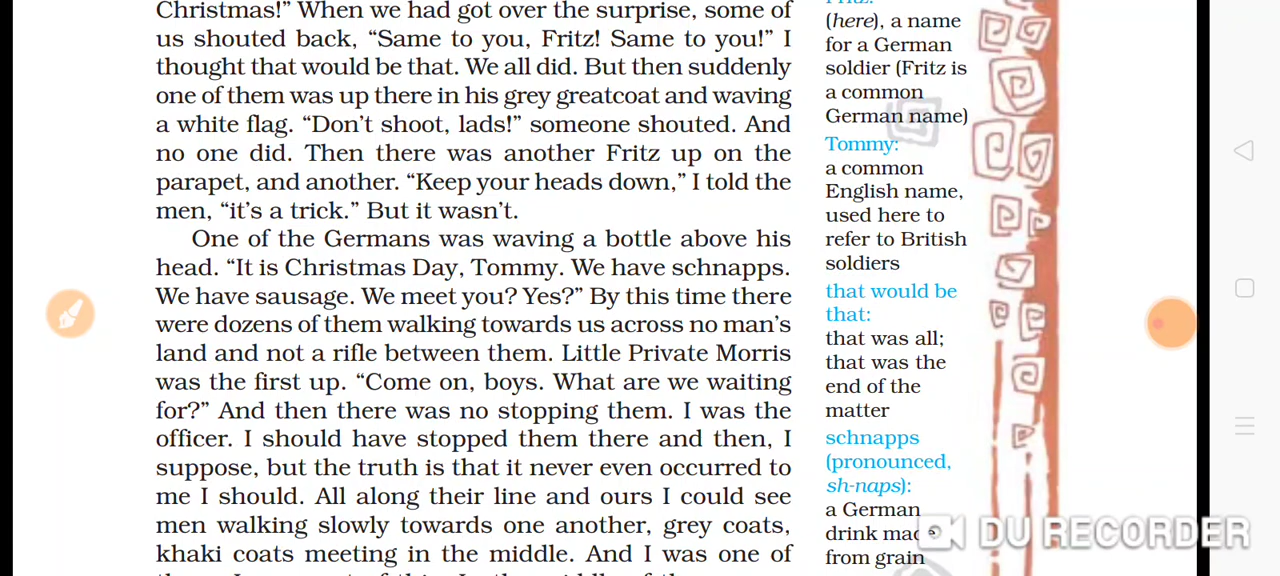 Christmas!” When we had got over the surprise, some of
us shouted back, “Same to you, Fritz! Same to you!” I
thought that would be that. We all did. But then suddenly
one of them was up there in his grey greatcoat and waving
a white flag. “Don't shoot, lads!” someone shouted. And
no one did. Then there was another Fritz up on the
parapet, and another. “Keep your heads down,” I told the
men, “it's a trick.” But it wasn't.
One of the Germans was waving a bottle above his
head. “It is Christmas Day, Tommy. We have schnapps.
We have sausage. We meet you? Yes?” By this time there
were dozens of them walking towards us across no man's
land and not a rifle between them. Little Private Morris
was the first up. “Come on, boys. What are we waiting
for?” And then there was no stopping them. I was the
officer. I should have stopped them there and then, I
suppose, but the truth is that it never even occurred to
me I should. All along their line and ours I could see
men walking slowly towards one another, grey coats,
khaki coats meeting in the middle. And I was one of
(here), a name
for a German
soldier (Fritz is
a common
German name)
Tommy:
a common
English name,
used here to
refer to British
soldiers
that would be
that:
that was all;
that was the
end of the
matter
schnapps
(pronounced,
sh-naps):
a German
drink made
from grain
DU RECORDER